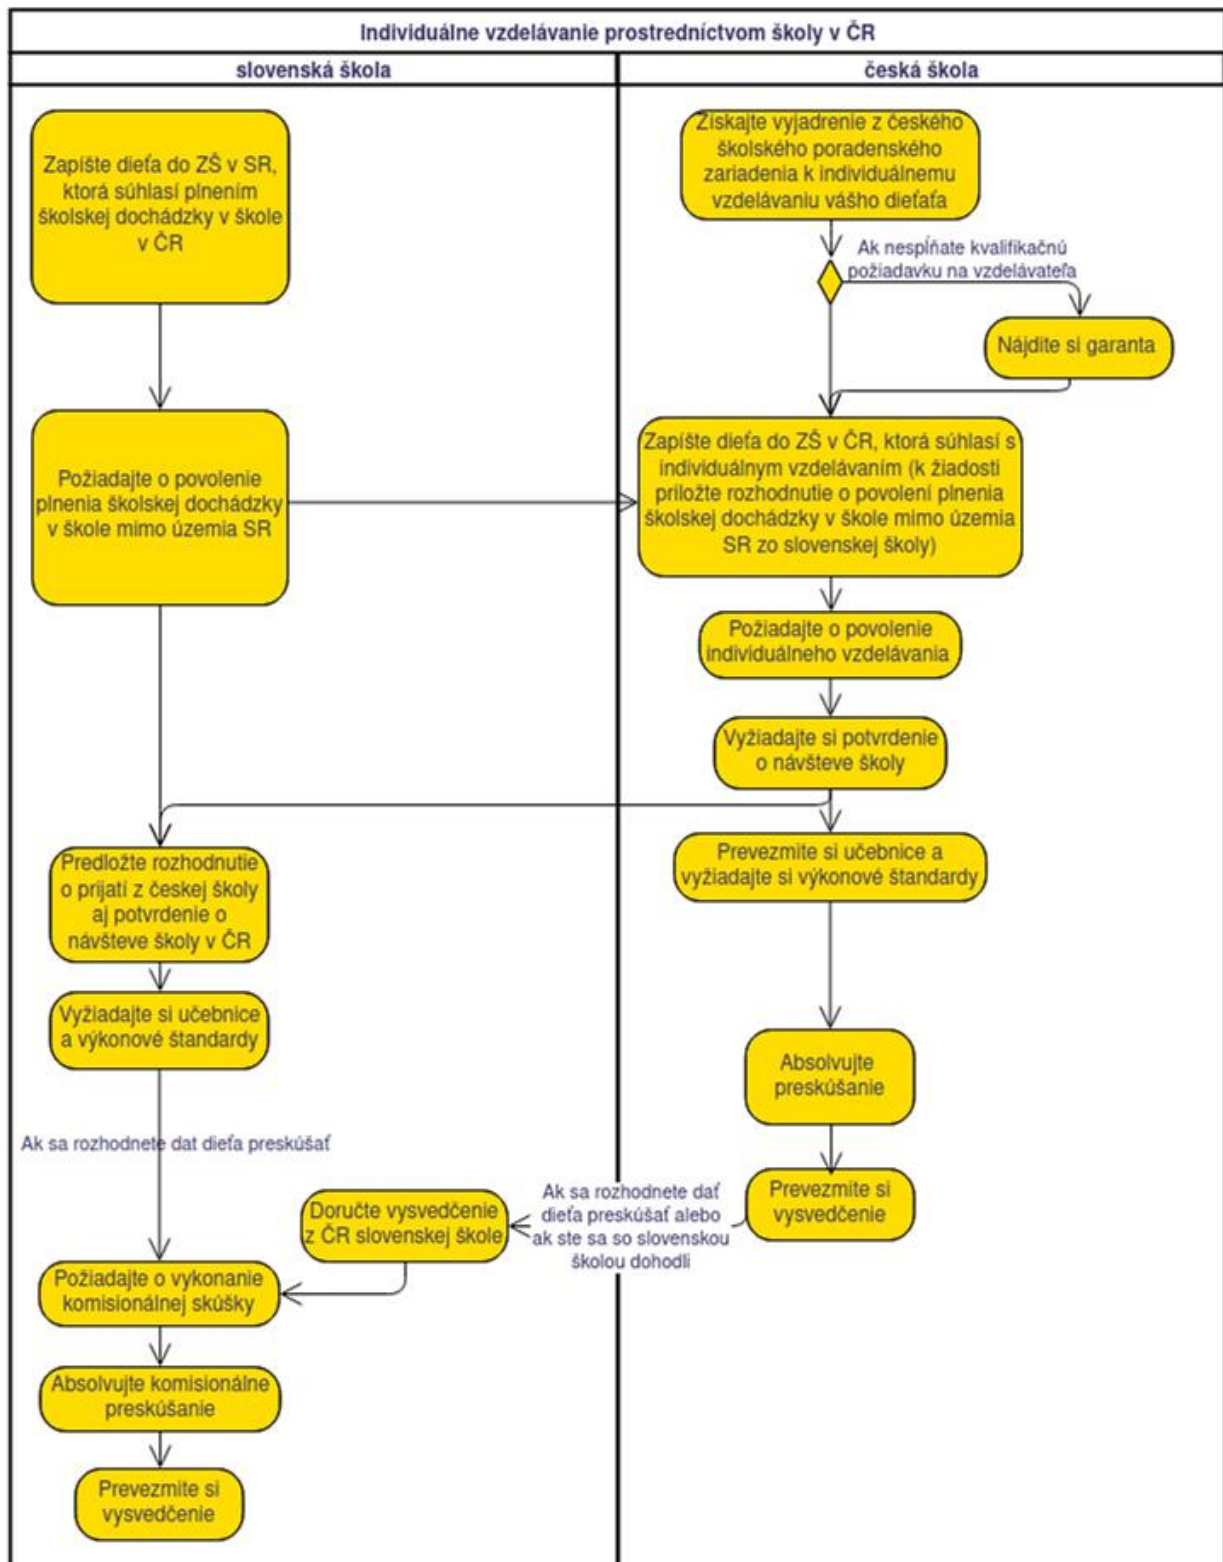 Individuálne vzdelávanie prostredníctvom školy v ČR
slovenská škola
česká škola
Zapíšte dieťa do ZŠ v SR,
ktorá súhlasí plnením
školskej dochádzky v škole
v ČR
Získajte vyjadrenie z českého
školského poradenského
zariadenia k individuálnemu
vzdelávaniu vášho dieťaťa
Ak nespĺňate kvalifikačnú
požiadavku na vzdelávateľa
Nájdite si garanta
Požiadajte o povolenie
plnenia školskej dochádzky
v škole mimo územia SR
Zapíšte dieťa do ZŠ v ČR, ktorá súhlasí s
individuálnym vzdelávaním (k žiadosti
priložte rozhodnutie o povolení plnenia
školskej dochádzky v škole mimo územia
SR zo slovenskej školy)
Požiadajte o povolenie
individuálneho vzdelávania
Vyžiadajte si potvrdenie
o návšteve školy
Prevezmite si učebnice a
vyžiadajte si výkonové štandardy
Predložte rozhodnutie
o prijatí z českej školy
aj potvrdenie o
návšteve školy v ČR
Vyžiadajte si učebnice
a výkonové štandardy
Absolvujte
preskúšanie
Ak sa rozhodnete dat dieťa preskúšať
Prevezmite si
vysvedčenie
Ak sa rozhodnete dať
dieťa preskúšať alebo
ak ste sa so slovenskou
školou dohodli
Doručte vysvedčenie
z ČR slovenskej škole
Požiadajte o vykonanie
komisionálnej skúšky
Absolvujte komisionálne
preskúšanie
Prevezmite si
vysvedčenie